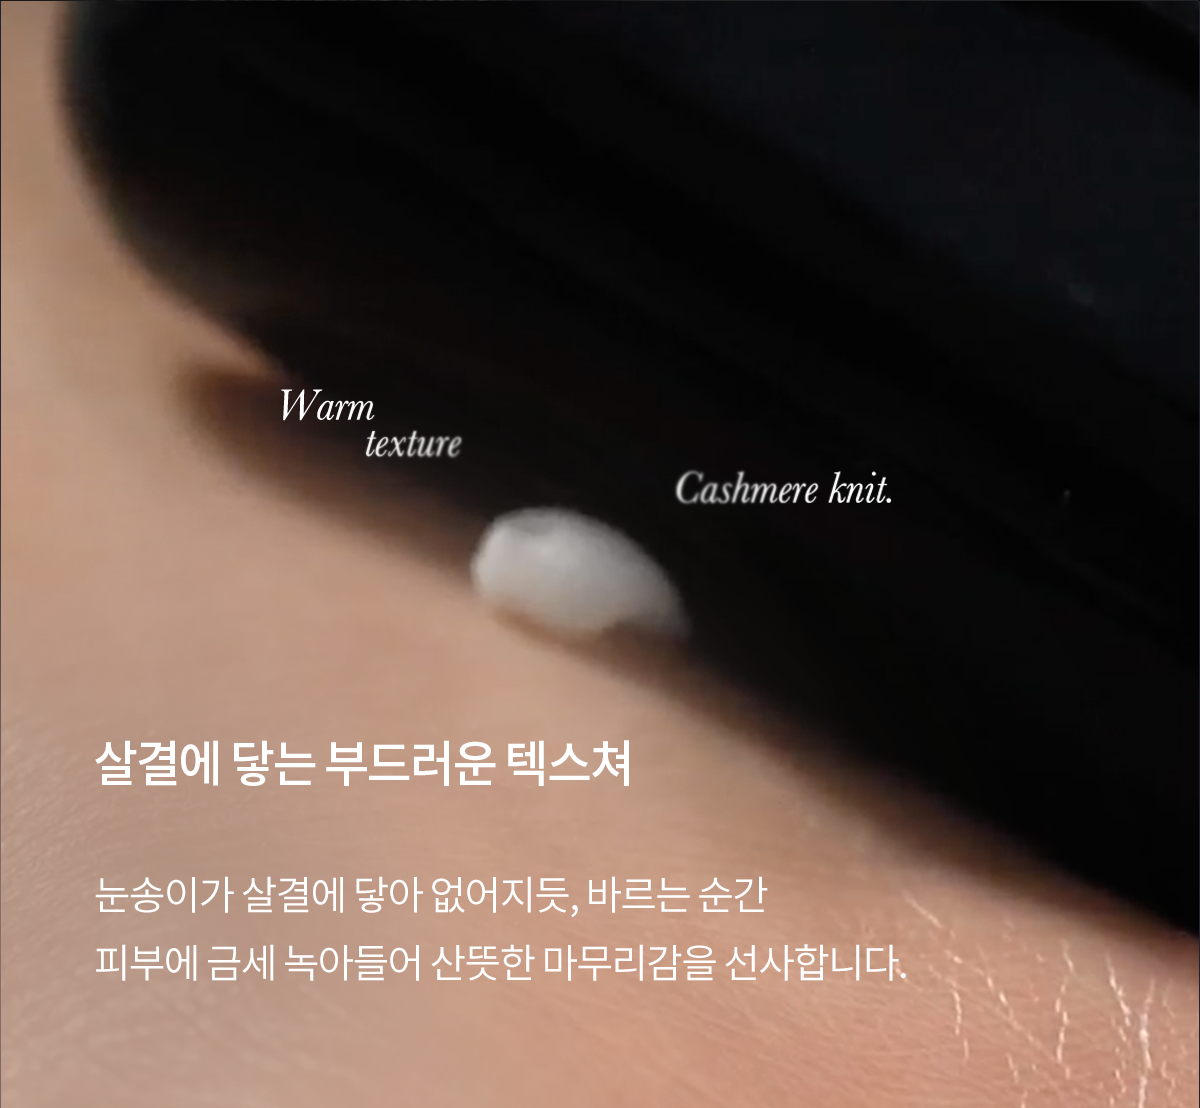 Warm
texture
Cashmere knit.
살결에 닿는 부드러운 텍스쳐
눈송이가 살결에 닿아 없어지듯, 바르는 순간
피부에 금세 녹아들어 산뜻한 마무리감을 선사합니다.